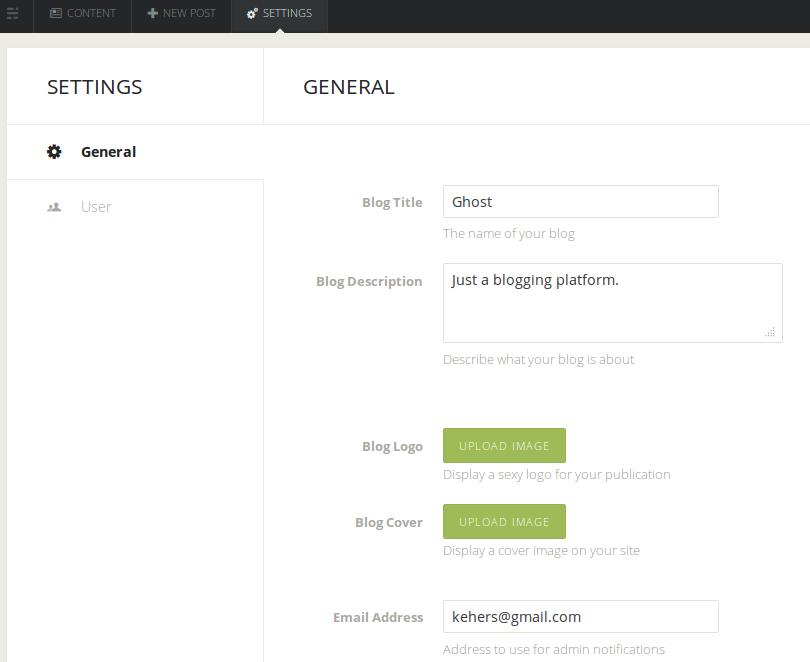 CONTENT NEW POST SETTINGS
SETTINGS
GENERAL
General
User
Blog Title Ghost
The name of your blog
Blog Description Just a blogging platform.
Describe what your blog is about
Blog Logo UPLOAD IMAGE
Display a sexy logo for your publication
Blog Cover UPLOAD IMAGE
Display a cover image on your site
Email Address kehers@gmail.com
Address to use for admin notifications